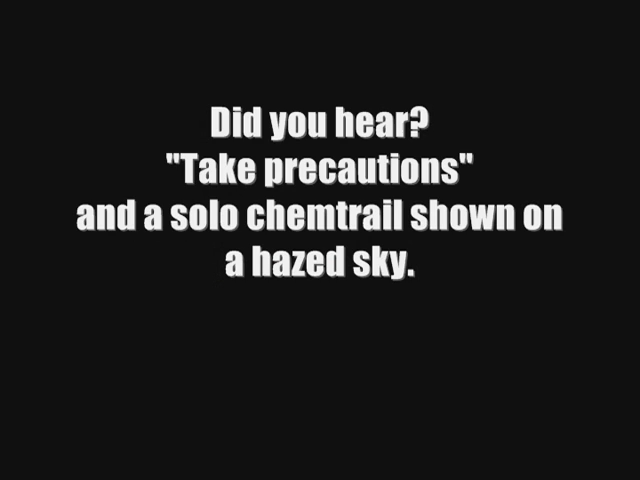 Did you hear?
"Take precautions"
and a solo chemtrail shown on
a hazed sky.